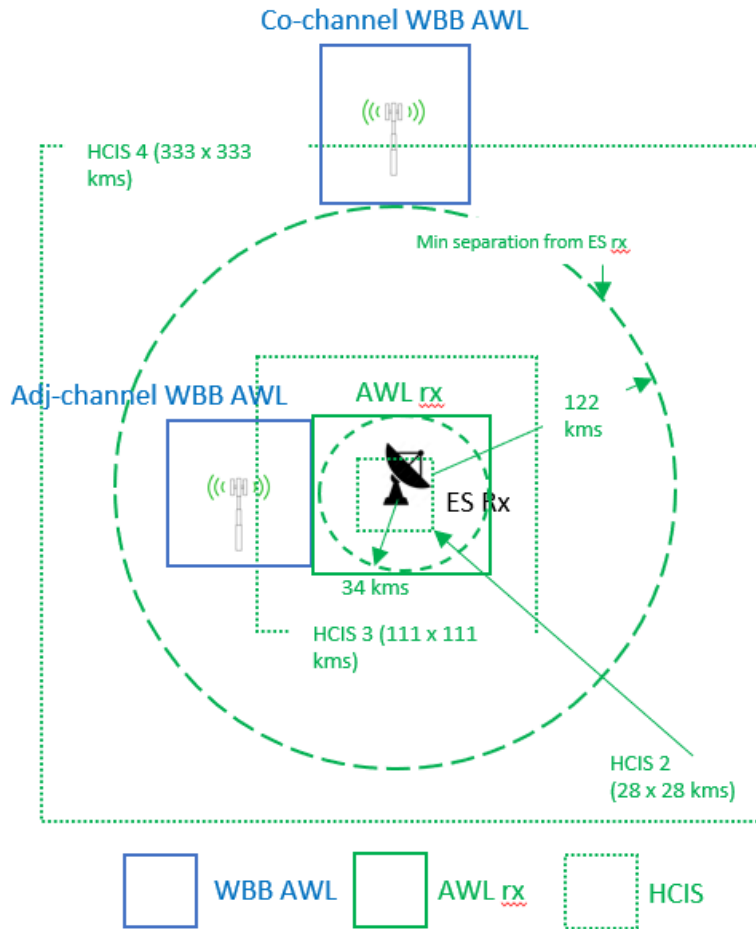 Co-channel WBB AWL
HCIS 4 (333 x 333
kms)
Min separation from ES rx
Adj-channel WBB AWL
AWL rx
122
kms
ES Rx
34 kms
HCIS 3 (111 x 111
kms)
HCIS 2
(28 x 28 kms)
WBB AWL
AWL rx
HCIS